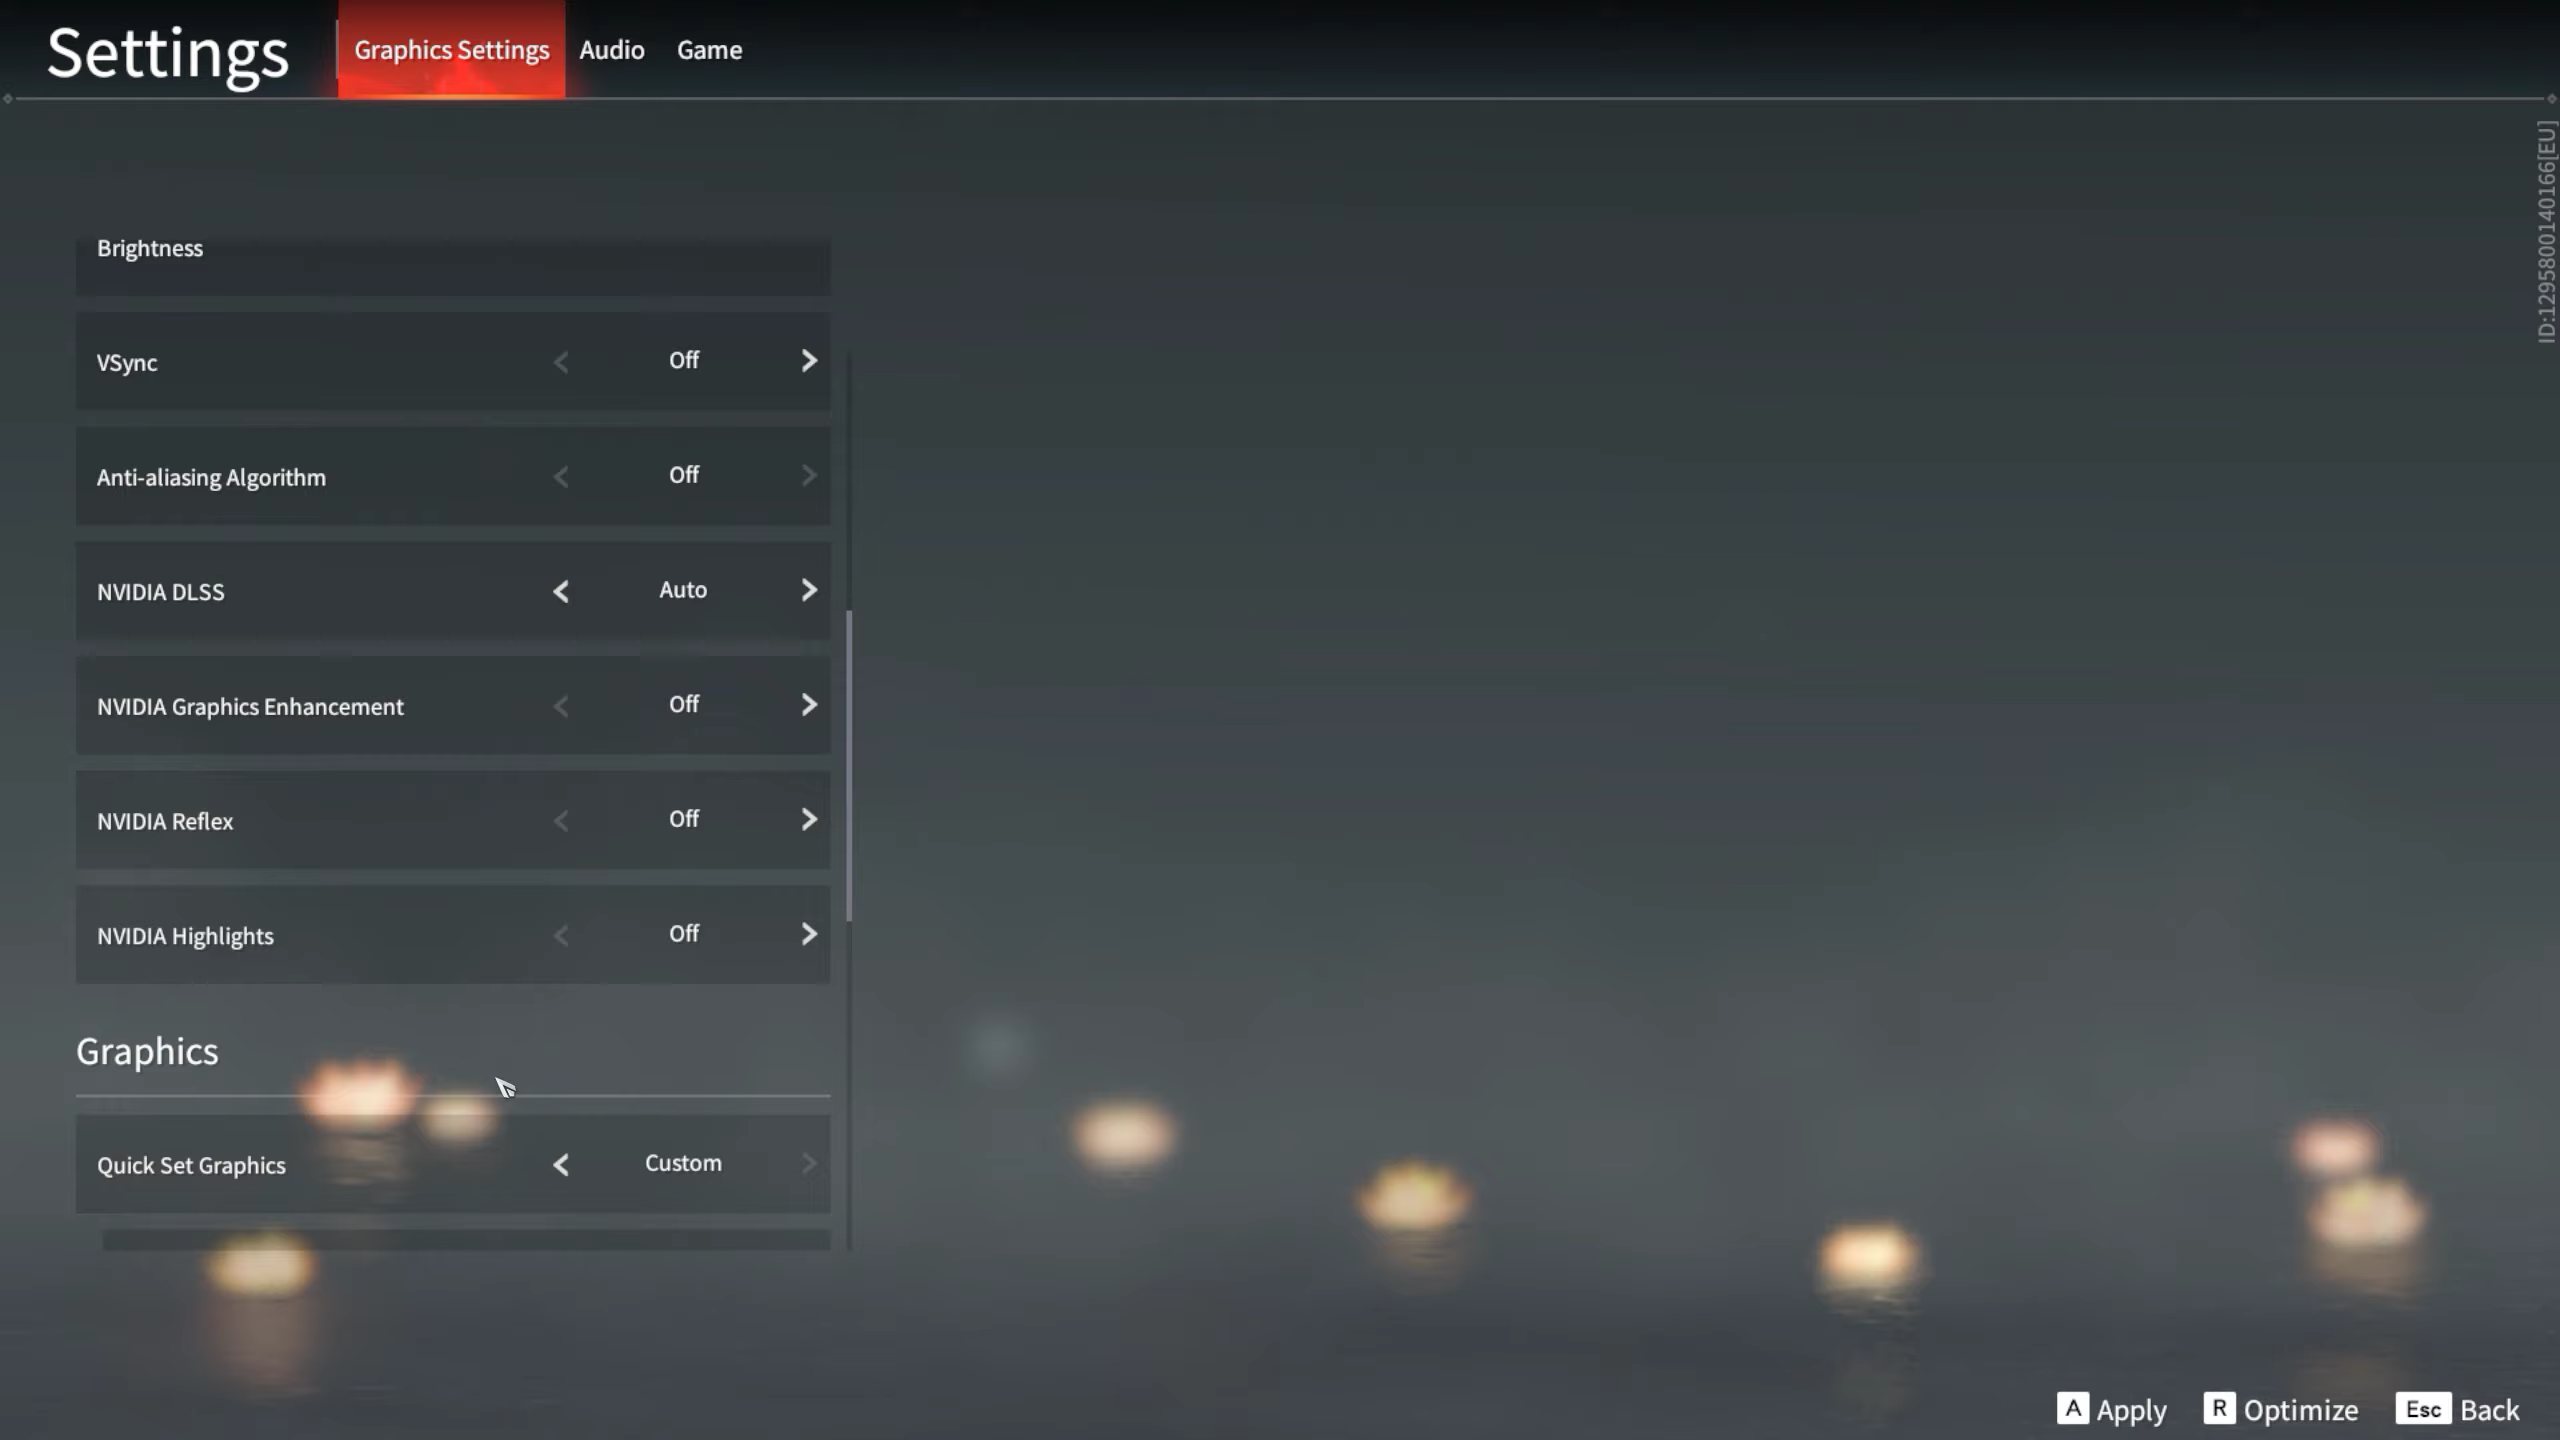 Settings
Graphics Settings
Audio
Game
ID:1295800140166[EU]
Brightness
VSync
Off
Anti-aliasing Algorithm
Off
NVIDIA DLSS
Auto
NVIDIA Graphics Enhancement
Off
NVIDIA Reflex
Off
NVIDIA Highlights
Off
Graphics
Quick Set Graphics
Custom
A Apply
R Optimize
Esc Back